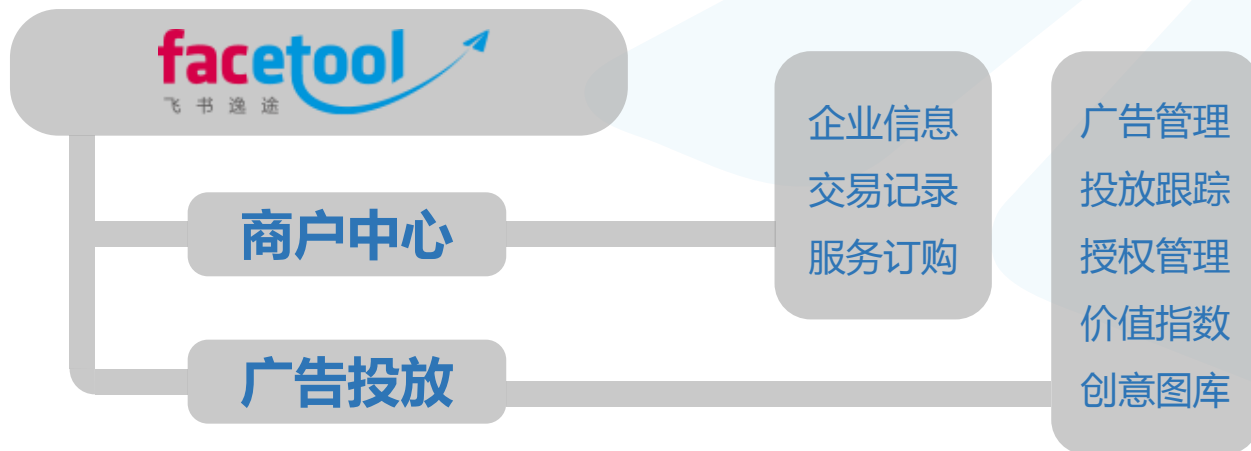 facetool
飞书逸途
商户中心
企业信息
交易记录
服务订购
广告投放
广告管理
投放跟踪
授权管理
价值指数
创意图库